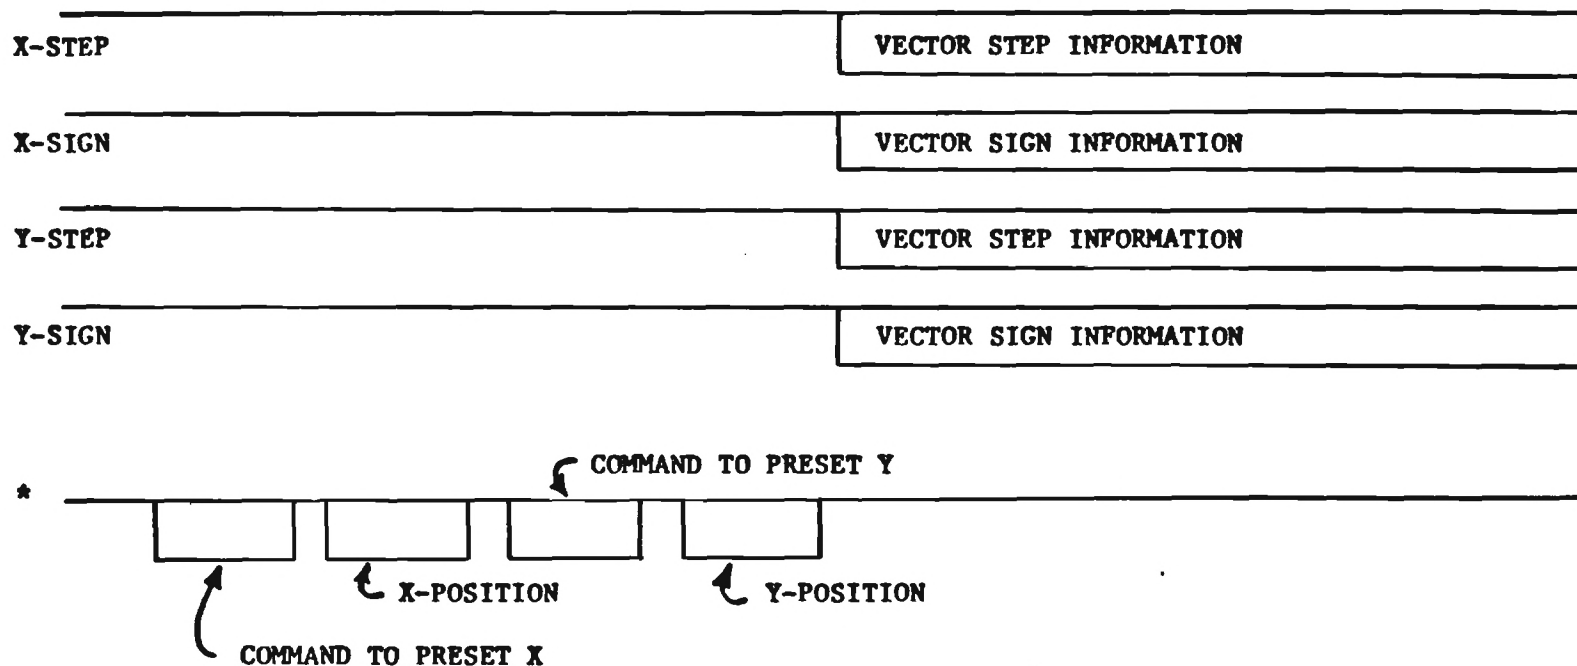 X-STEP
VECTOR STEP INFORMATION
X-SIGN
VECTOR SIGN INFORMATION
Y-STEP
VECTOR STEP INFORMATION
Y-SIGN
VECTOR SIGN INFORMATION
COMMAND TO PRESET Y
*
X-POSITION
Y-POSITION
COMMAND TO PRESET X